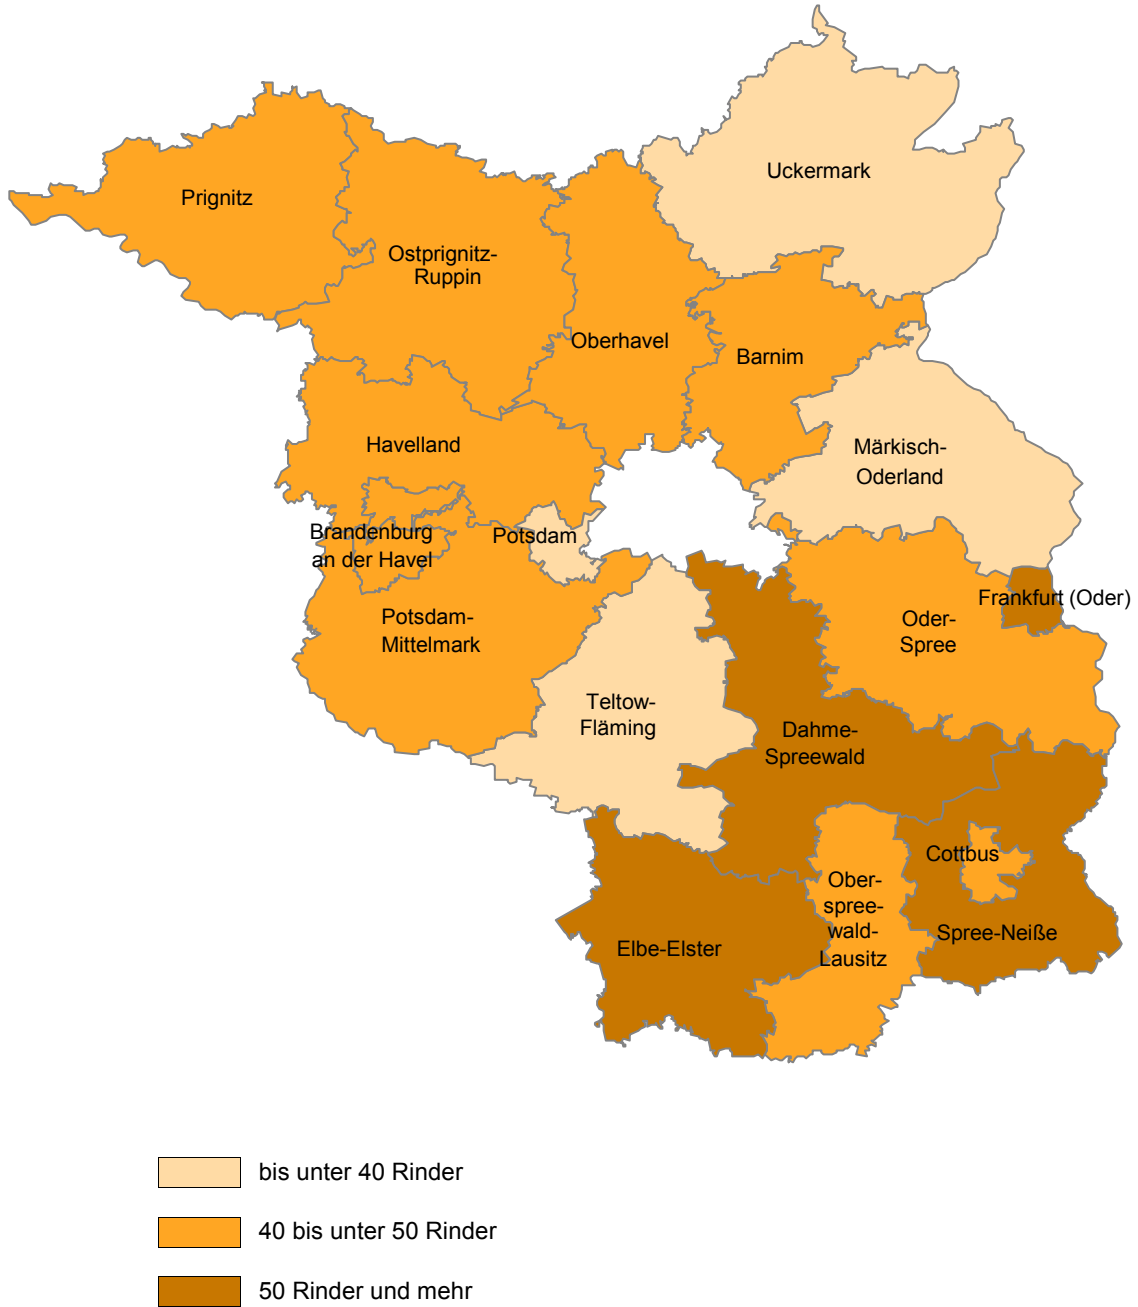 Uckermark
Prignitz
Ostprignitz-
Ruppin
Oberhavel
Barnim
Havelland
Märkisch-
Oderland
Brandenburg
an der Havel
Potsdam
Frankfurt (Oder)
Potsdam-
Mittelmark
Oder-
Spree
Teltow-
Fläming
Dahme-
Spreewald
Cottbus
Ober-
spree-
wald-
Lausitz
Spree-Neiße
Elbe-Elster
bis unter 40 Rinder
40 bis unter 50 Rinder
50 Rinder und mehr